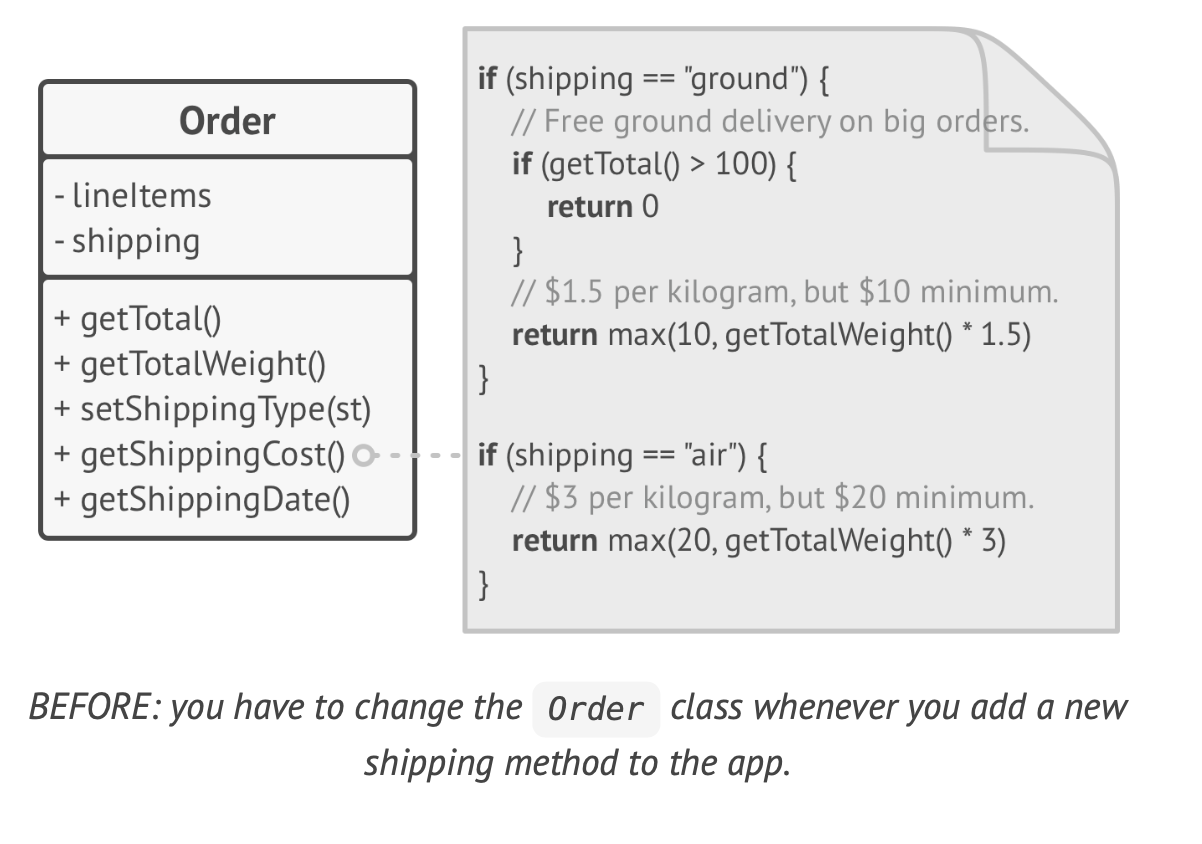 Order
- lineItems
- shipping
+ getTotal()
+ getTotalWeight()
+ setShippingType(st)
+ getShippingCost()
+ getShippingDate()
if (shipping == "ground") {
// Free ground delivery on big orders.
if (getTotal() > 100) {
return 0
}
// $1.5 per kilogram, but $10 minimum.
return max(10, getTotalWeight() * 1.5)
}
if (shipping == "air") {
// $3 per kilogram, but $20 minimum.
return max(20, getTotalWeight() * 3)
}
BEFORE: you have to change the Order class whenever you add a new
shipping method to the app.